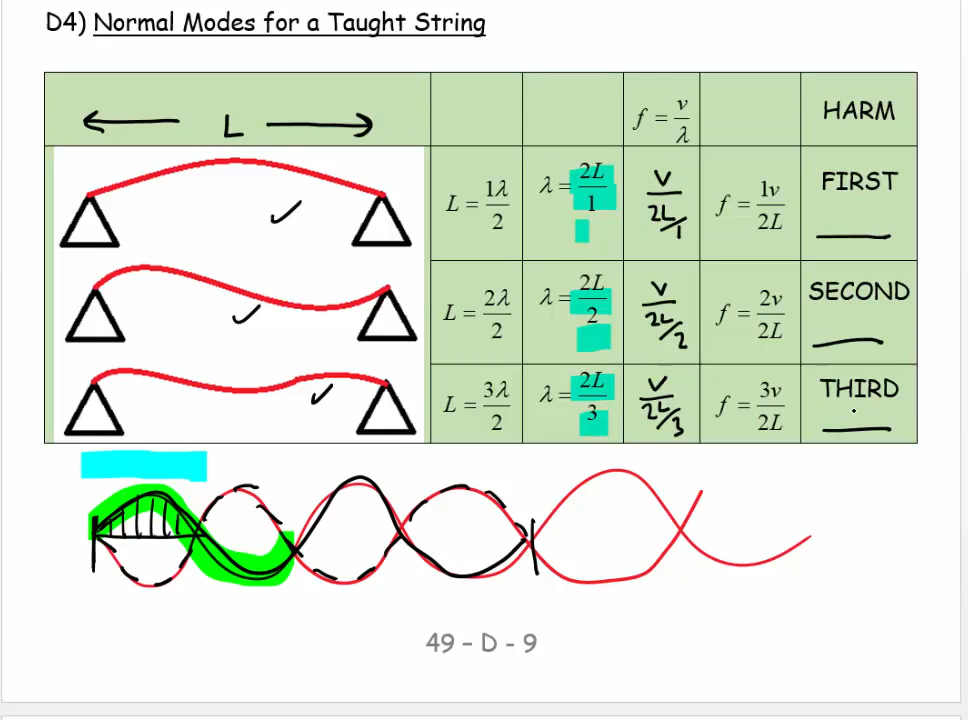 D4) Normal Modes for a Taught String
L f = v/λ HARM
L = 1λ/2 λ = 2L/1 V/2L/1 f = 1v/2L FIRST
L = 2λ/2 λ = 2L/2 V/2L/2 f = 2v/2L SECOND
L = 3λ/2 λ = 2L/3 V/2L/3 f = 3v/2L THIRD
49 – D - 9